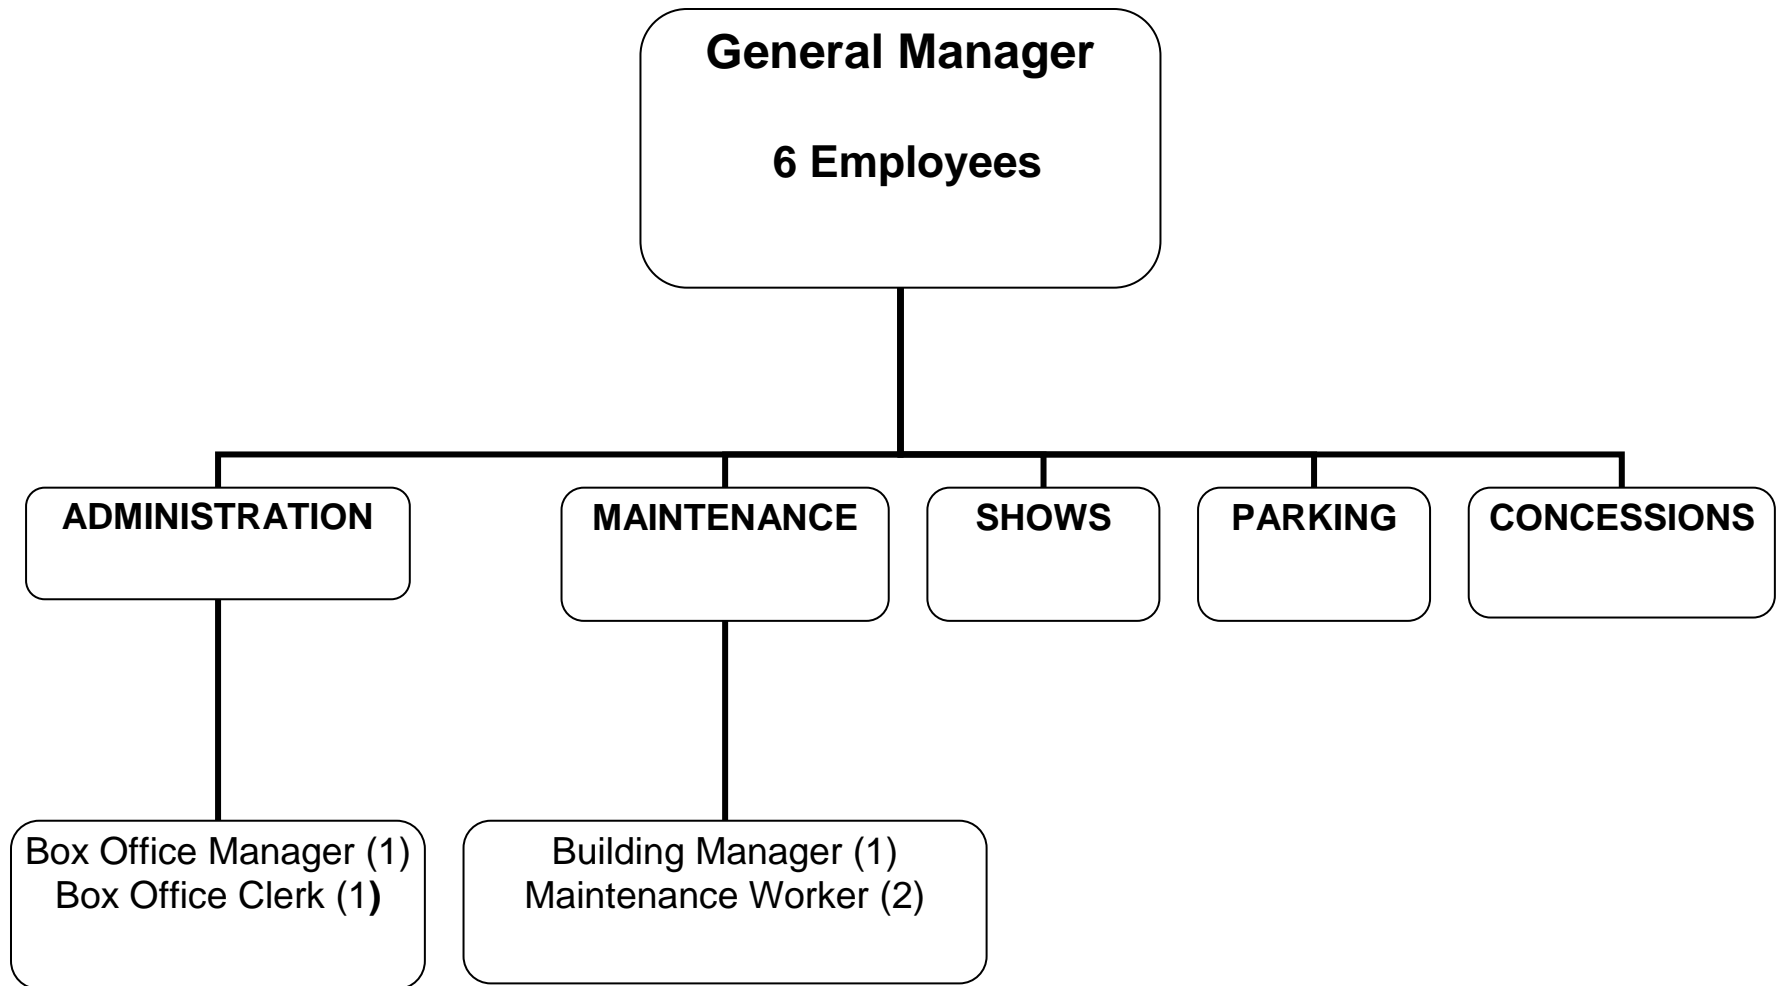 General Manager
6 Employees
ADMINISTRATION
MAINTENANCE
SHOWS
PARKING
CONCESSIONS
Box Office Manager (1)
Box Office Clerk (1)
Building Manager (1)
Maintenance Worker (2)